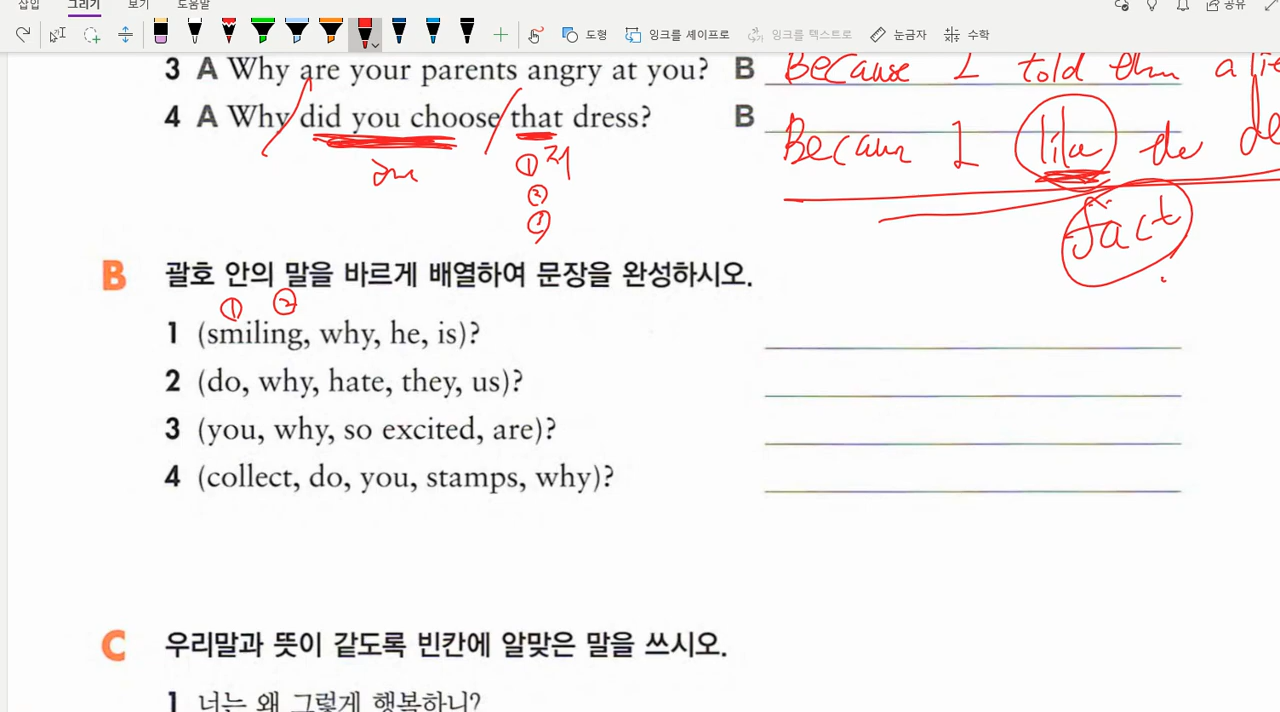 삽입 그리기 보기 도움말
공유
도형 잉크를 셰이프로 잉크를 텍스트로 눈금자 수학
3 A Why are your parents angry at you? B Because I told them a lie
4 A Why did you choose that dress? B
Because I like the de
① 저
②
fact
B 괄호 안의 말을 바르게 배열하여 문장을 완성하시오.
① ②
1 (smiling, why, he, is)?
2 (do, why, hate, they, us)?
3 (you, why, so excited, are)?
4 (collect, do, you, stamps, why)?
C 우리말과 뜻이 같도록 빈칸에 알맞은 말을 쓰시오.
1 너는 왜 그렇게 행복하니?